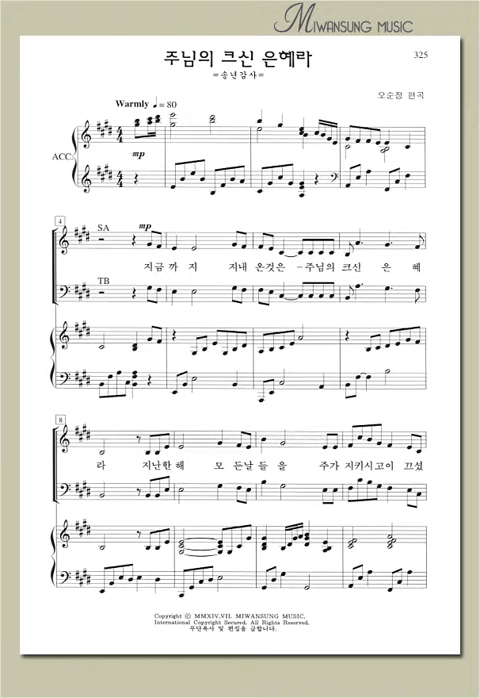 MIWANSUNG MUSIC
주님의 크신 은혜라
325
=송년감사=
오순정 편곡
Warmly ♩= 80
ACC.
mp
4
SA
mp
지금 까 지 지내 온것은 -주님의 크신 은 혜
TB
8
라 지난한 해 모 든날 들 을 주가 지키시고이 끄셨
Copyright © MMXIV.VII. MIWANSUNG MUSIC.
International Copyright Secured. All Rights Reserved.
무단복사 및 편집을 금합니다.